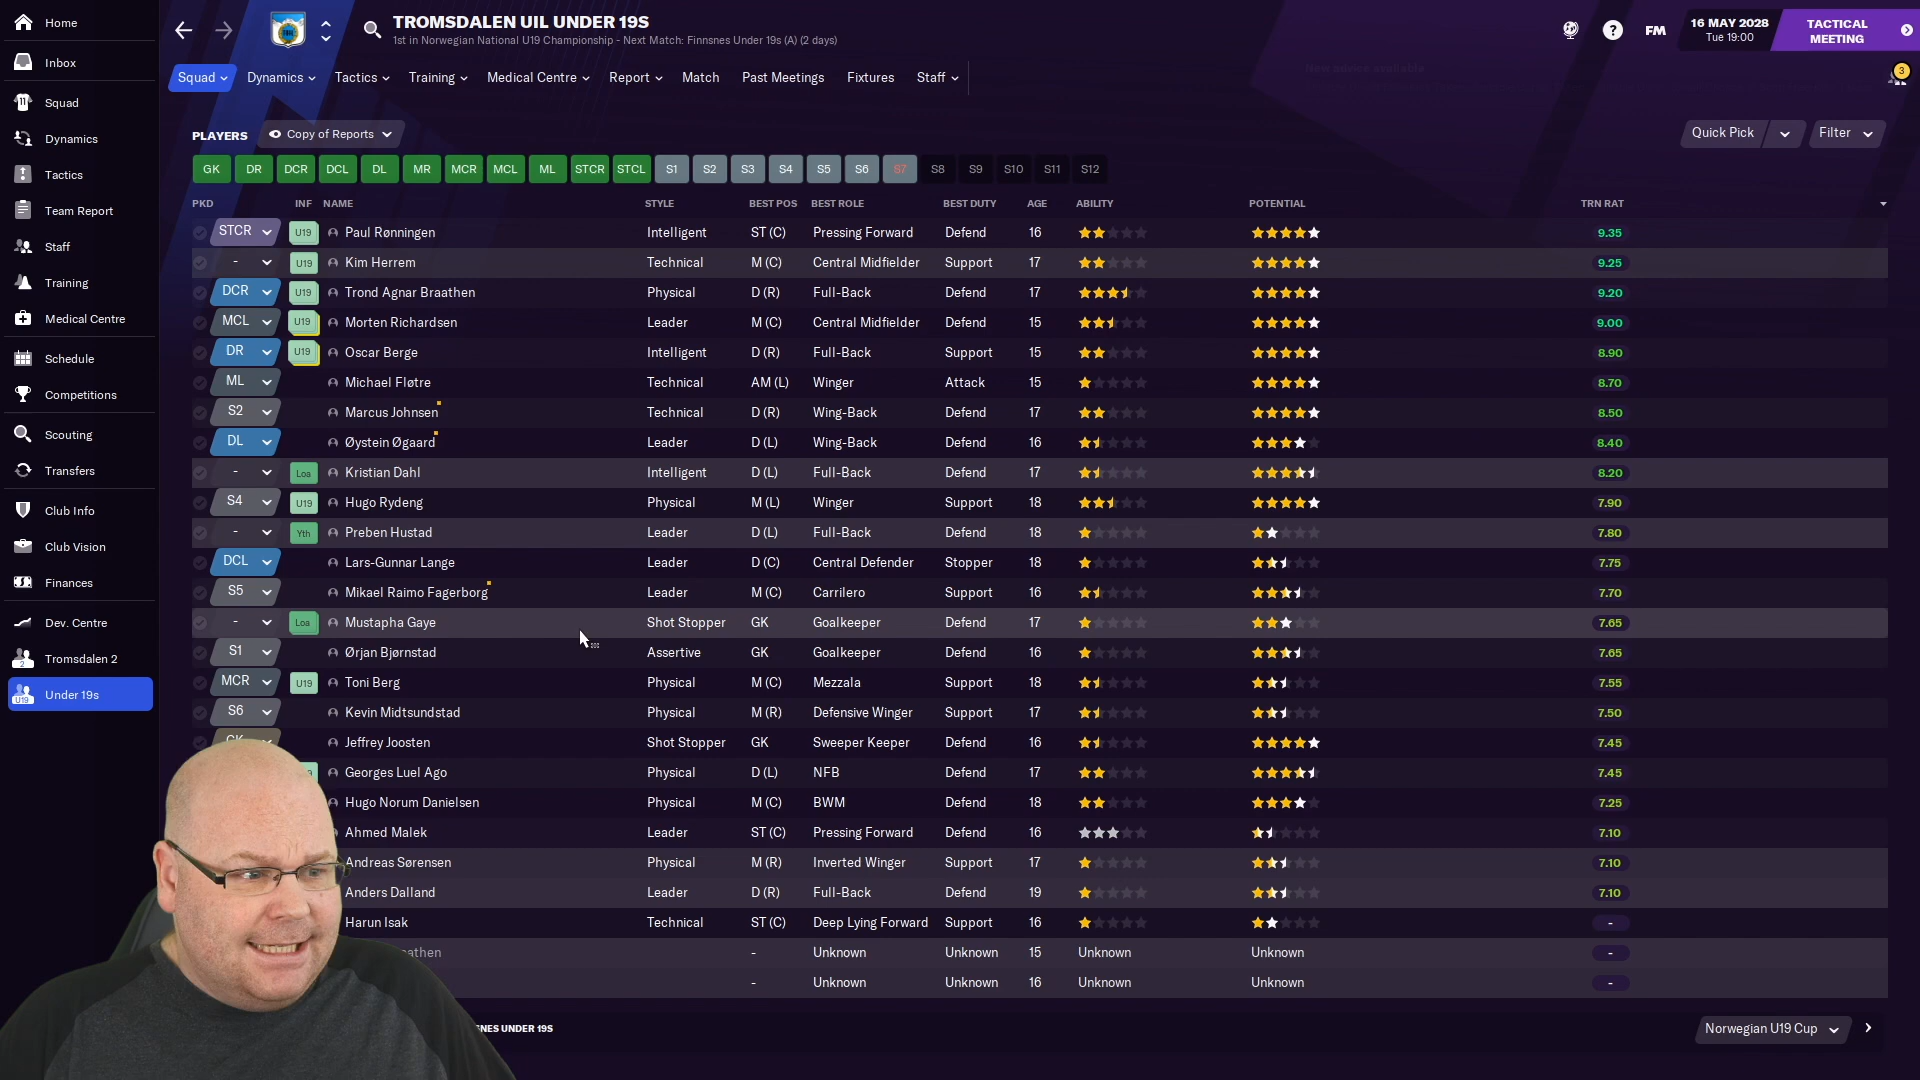 Home
Inbox
Squad
Dynamics
Tactics
Team Report
Staff
Training
Medical Centre
Schedule
Competitions
Scouting
Transfers
Club Info
Club Vision
Finances
Dev. Centre
Tromsdalen 2
Under 19s
TROMSDALEN UIL UNDER 19S
1st in Norwegian National U19 Championship - Next Match: Finnsnes Under 19s (A) (2 days)
FM
16 MAY 2028
Tue 19:00
TACTICAL MEETING
Squad Dynamics Tactics Training Medical Centre Report Match Past Meetings Fixtures Staff
New advice available
3
PLAYERS Copy of Reports Quick Pick Filter
GK DR DCR DCL DL MR MCR MCL ML STCR STCL S1 S2 S3 S4 S5 S6 S7 S8 S9 S10 S11 S12
PKD INF NAME STYLE BEST POS BEST ROLE BEST DUTY AGE ABILITY POTENTIAL TRN RAT
STCR U19 Paul Rønningen Intelligent ST (C) Pressing Forward Defend 16 9.35
- U19 Kim Herrem Technical M (C) Central Midfielder Support 17 9.25
DCR U19 Trond Agnar Braathen Physical D (R) Full-Back Defend 17 9.20
MCL U19 Morten Richardsen Leader M (C) Central Midfielder Defend 15 9.00
DR U19 Oscar Berge Intelligent D (R) Full-Back Support 15 8.90
ML Michael Fløtre Technical AM (L) Winger Attack 15 8.70
S2 Marcus Johnsen Technical D (R) Wing-Back Defend 17 8.50
DL Øystein Øgaard Leader D (L) Wing-Back Defend 16 8.40
- Loa Kristian Dahl Intelligent D (L) Full-Back Defend 17 8.20
S4 U19 Hugo Rydeng Physical M (L) Winger Support 18 7.90
- Yth Preben Hustad Leader D (L) Full-Back Defend 18 7.80
DCL Lars-Gunnar Lange Leader D (C) Central Defender Stopper 18 7.75
S5 Mikael Raimo Fagerborg Leader M (C) Carrilero Support 16 7.70
- Loa Mustapha Gaye Shot Stopper GK Goalkeeper Defend 17 7.65
S1 Ørjan Bjørnstad Assertive GK Goalkeeper Defend 16 7.65
MCR U19 Toni Berg Physical M (C) Mezzala Support 18 7.55
S6 Kevin Midtsundstad Physical M (R) Defensive Winger Support 17 7.50
GK Jeffrey Joosten Shot Stopper GK Sweeper Keeper Defend 16 7.45
Georges Luel Ago Physical D (L) NFB Defend 17 7.45
Hugo Norum Danielsen Physical M (C) BWM Defend 18 7.25
Ahmed Malek Leader ST (C) Pressing Forward Defend 16 7.10
Andreas Sørensen Physical M (R) Inverted Winger Support 17 7.10
Anders Dalland Leader D (R) Full-Back Defend 19 7.10
Harun Isak Technical ST (C) Deep Lying Forward Support 16 -
- Unknown Unknown 15 Unknown Unknown -
- Unknown Unknown 16 Unknown Unknown -
UNDER 19S
Norwegian U19 Cup